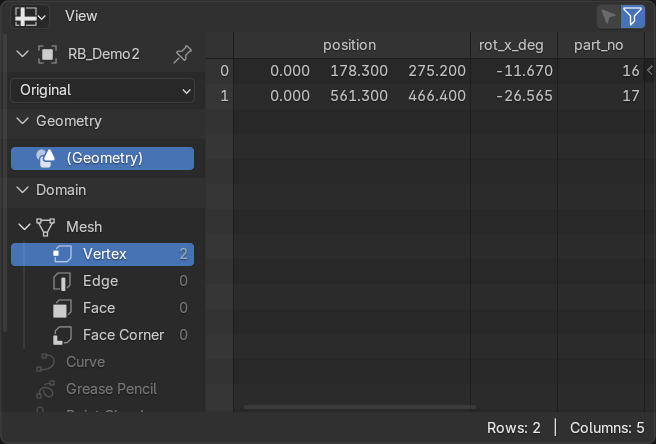 View
RB_Demo2
Original
Geometry
(Geometry)
Domain
Mesh
Vertex 2
Edge 0
Face 0
Face Corner 0
Curve
Grease Pencil
position rot_x_deg part_no
0 0.000 178.300 275.200 -11.670 16
1 0.000 561.300 466.400 -26.565 17
Rows: 2 | Columns: 5